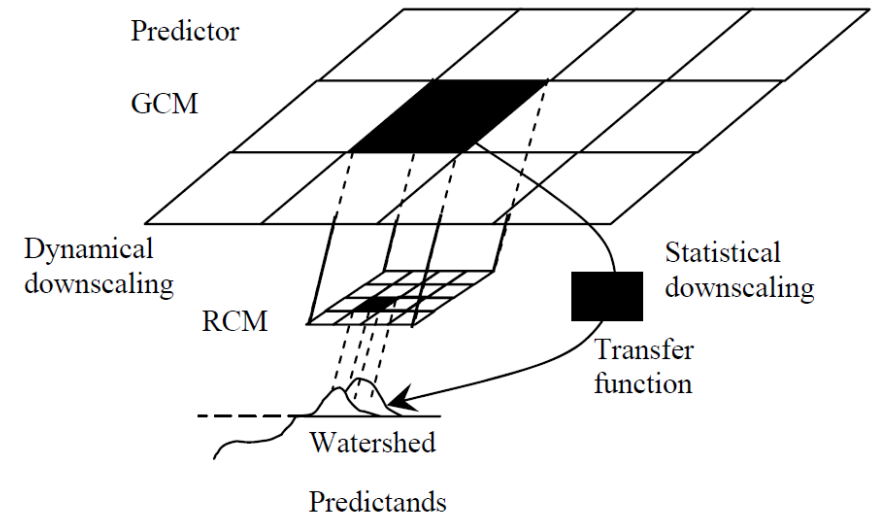 Predictor
GCM
Dynamical
downscaling
Statistical
downscaling
RCM
Transfer
function
Watershed
Predictands